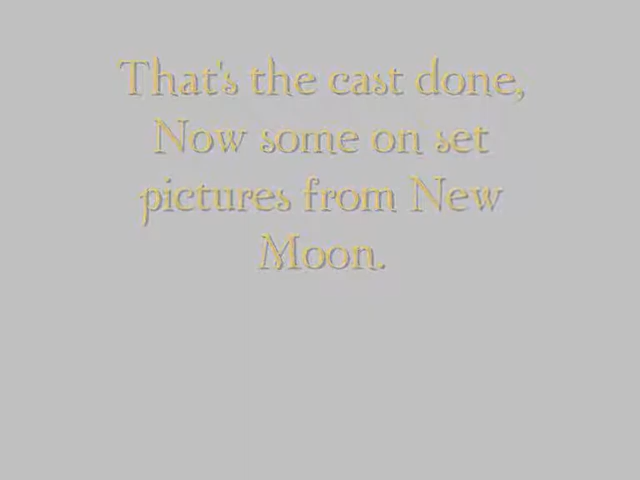 That's the cast done,
Now some on set
pictures from New
Moon.